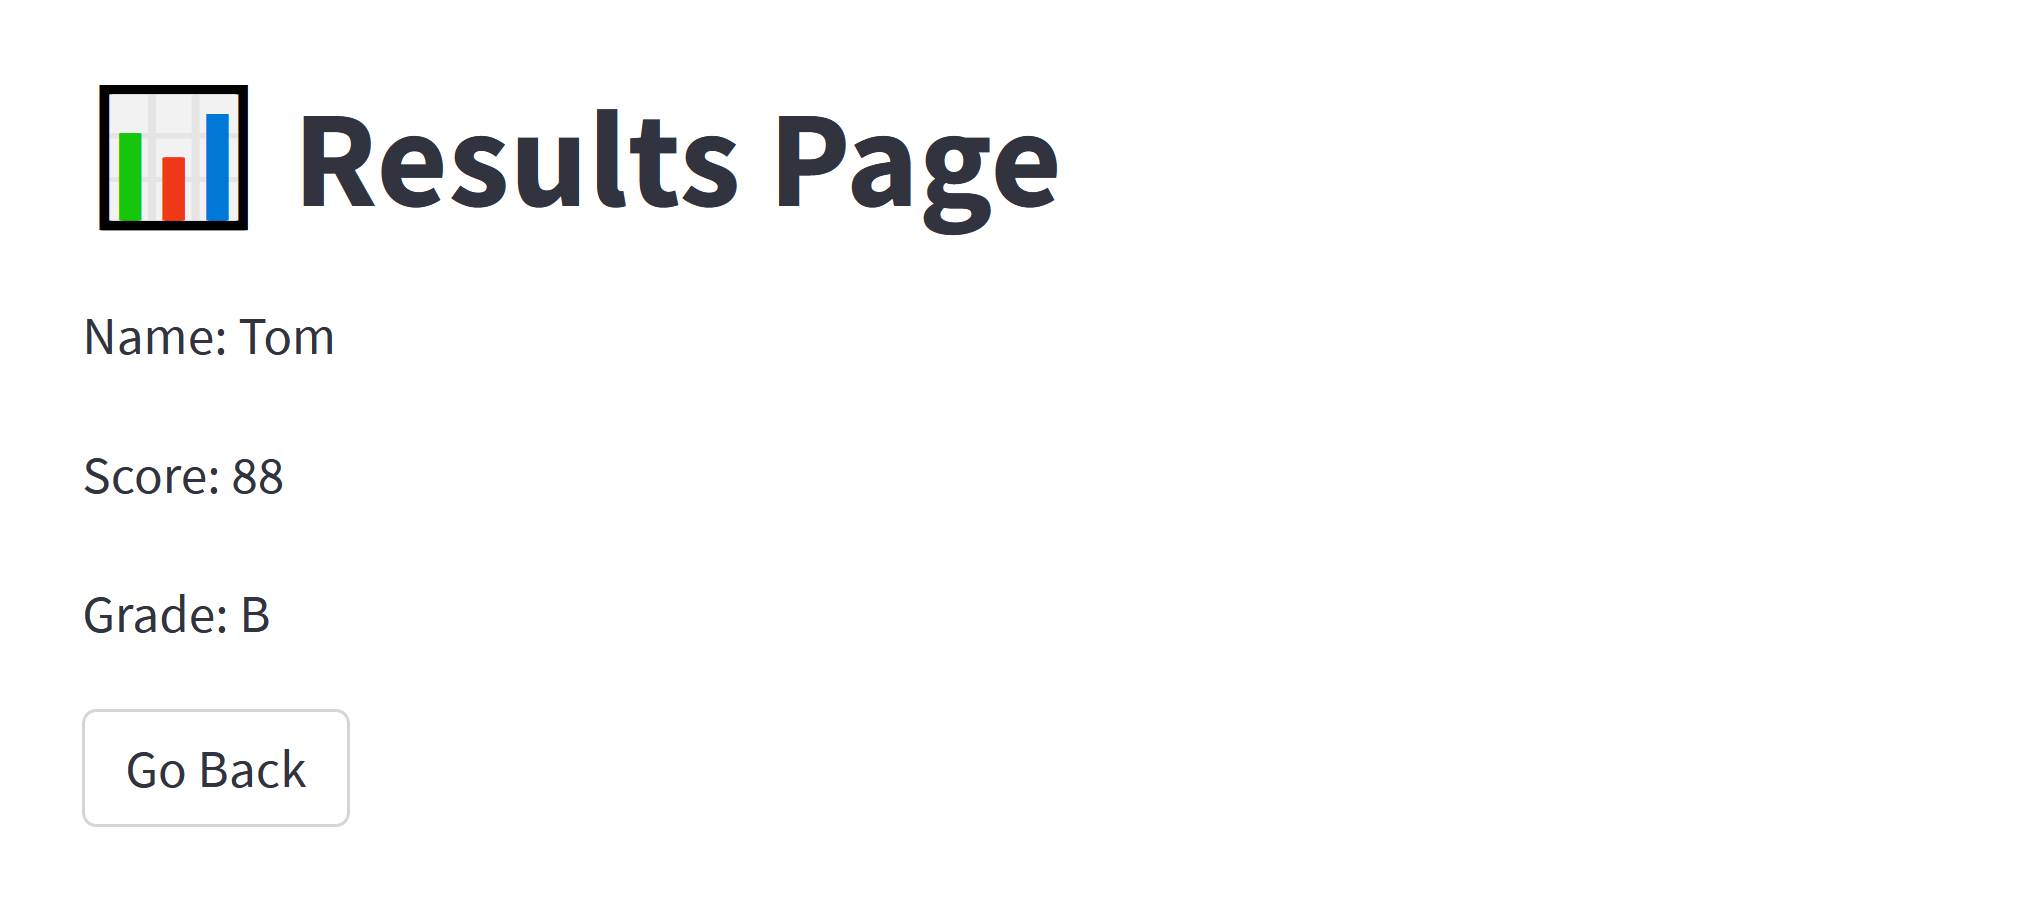 Results Page
Name: Tom
Score: 88
Grade: B
Go Back